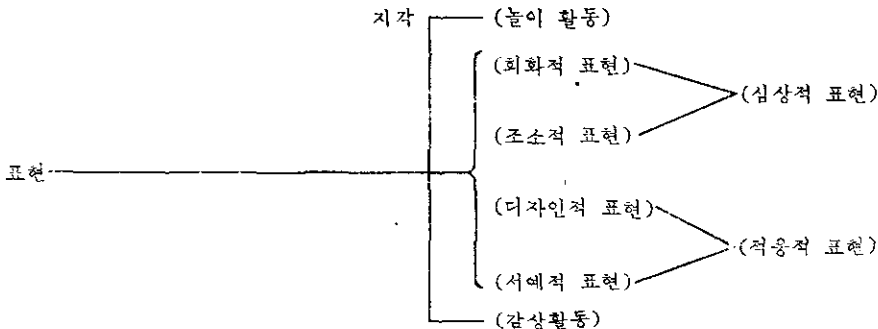 지각 (놀이 활동)
(회화적 표현)
(심상적 표현)
(조소적 표현)
표현
(디자인적 표현)
(적응적 표현)
(서예적 표현)
(감상활동)